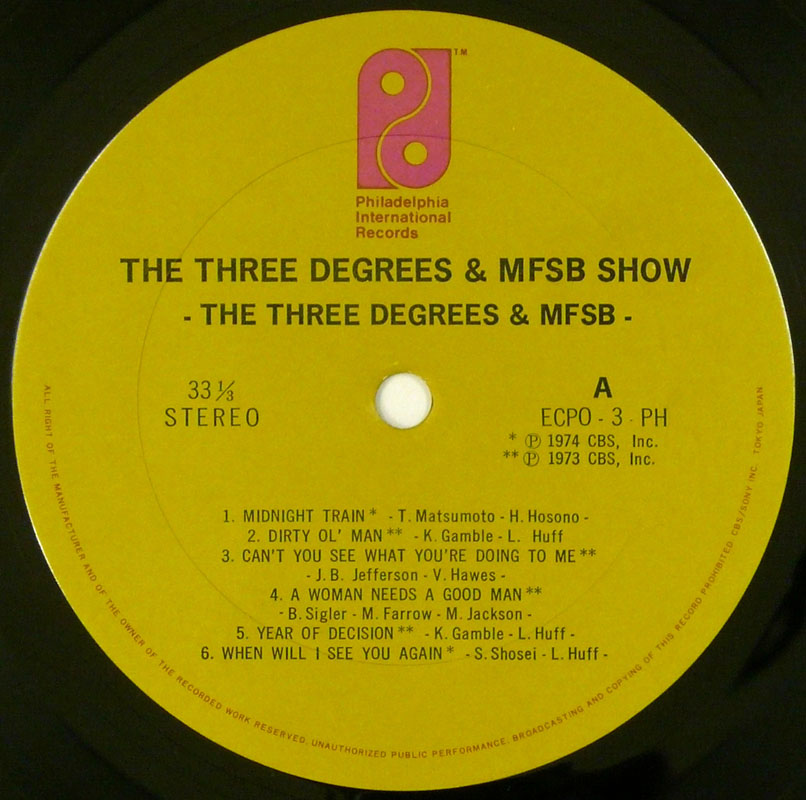 TM
Philadelphia
International
Records
THE THREE DEGREES & MFSB SHOW
- THE THREE DEGREES & MFSB -
33 1/3
STEREO
A
ECPO - 3 - PH
* ℗ 1974 CBS, Inc.
** ℗ 1973 CBS, Inc.
1. MIDNIGHT TRAIN * - T. Matsumoto - H. Hosono -
2. DIRTY OL' MAN ** - K. Gamble - L. Huff
3. CAN'T YOU SEE WHAT YOU'RE DOING TO ME **
- J. B. Jefferson - V. Hawes -
4. A WOMAN NEEDS A GOOD MAN **
- B. Sigler - M. Farrow - M. Jackson -
5. YEAR OF DECISION ** - K. Gamble - L. Huff -
6. WHEN WILL I SEE YOU AGAIN * - S. Shosei - L. Huff -
ALL RIGHT OF THE MANUFACTURER AND OF THE OWNER OF THE RECORDED WORK RESERVED. UNAUTHORIZED PUBLIC PERFORMANCE. BROADCASTING AND COPYING OF THIS RECORD PROHIBITED CBS/SONY INC. TOKYO JAPAN